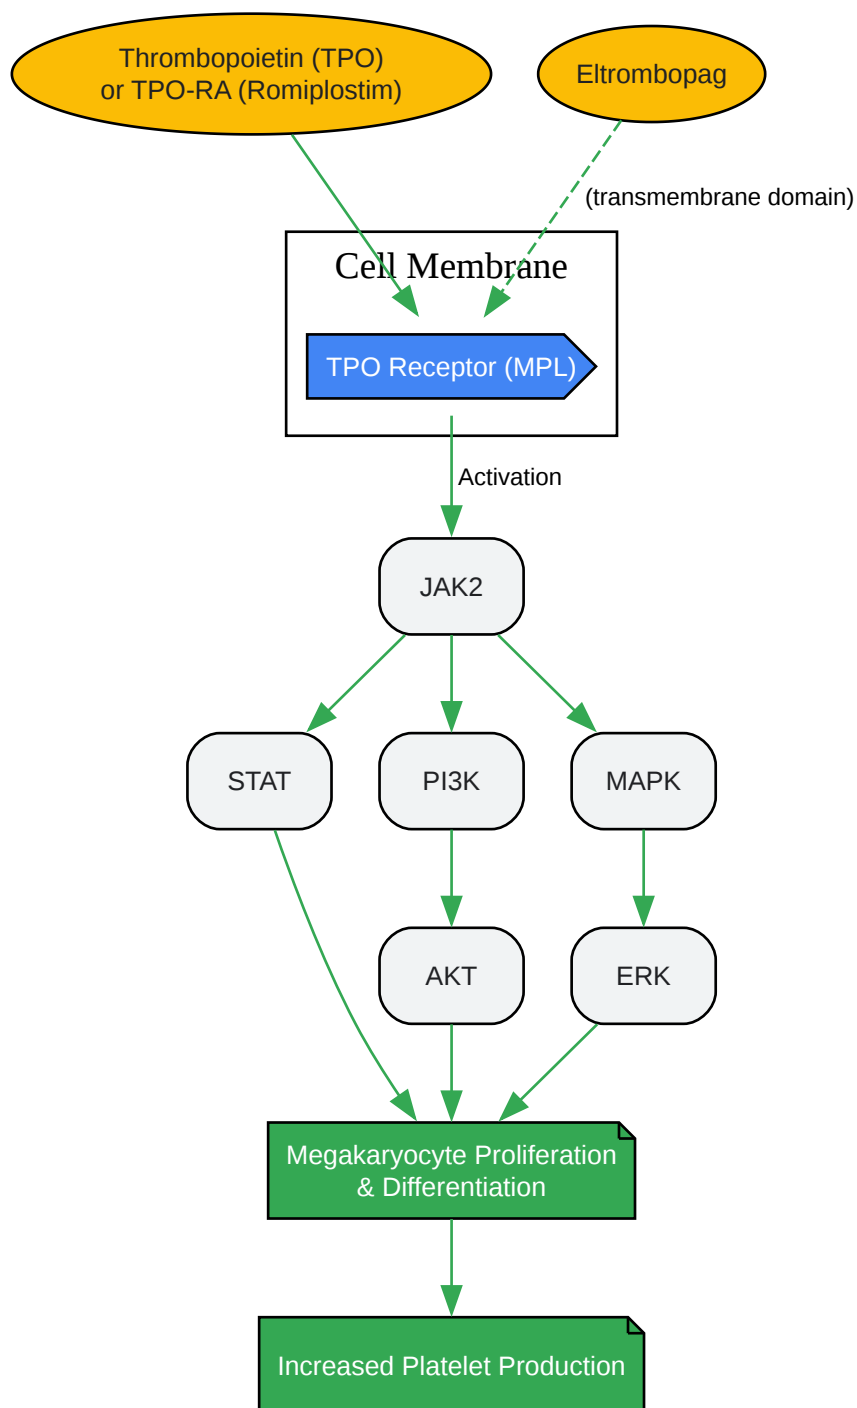 Thrombopoietin (TPO)
or TPO-RA (Romiplostim)
Eltrombopag
(transmembrane domain)
Cell Membrane
TPO Receptor (MPL)
Activation
JAK2
STAT
PI3K
MAPK
AKT
ERK
Megakaryocyte Proliferation
& Differentiation
Increased Platelet Production